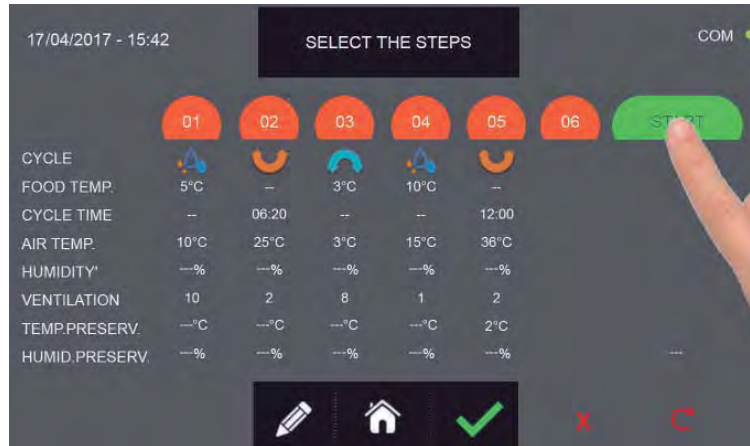 17/04/2017 - 15:42 SELECT THE STEPS COM
01 02 03 04 05 06 START
CYCLE
FOOD TEMP. 5°C -- 3°C 10°C --
CYCLE TIME -- 06:20 -- -- 12:00
AIR TEMP. 10°C 25°C 3°C 15°C 36°C
HUMIDITY' ---% ---% ---% ---% ---%
VENTILATION 10 2 8 1 2
TEMP.PRESERV. ---°C ---°C ---°C ---°C 2°C
HUMID.PRESERV. ---% ---% ---% ---% ---% ---
X